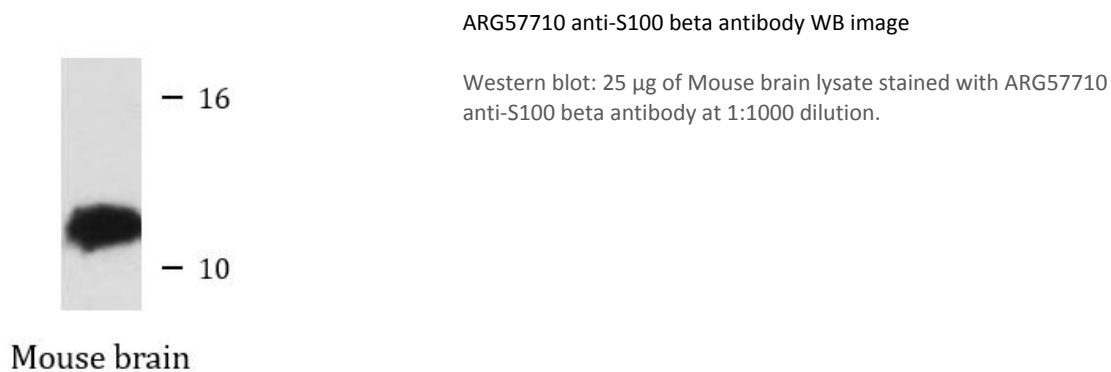 ARG57710 anti-S100 beta antibody WB image
Western blot: 25 µg of Mouse brain lysate stained with ARG57710
anti-S100 beta antibody at 1:1000 dilution.
16
10
Mouse brain